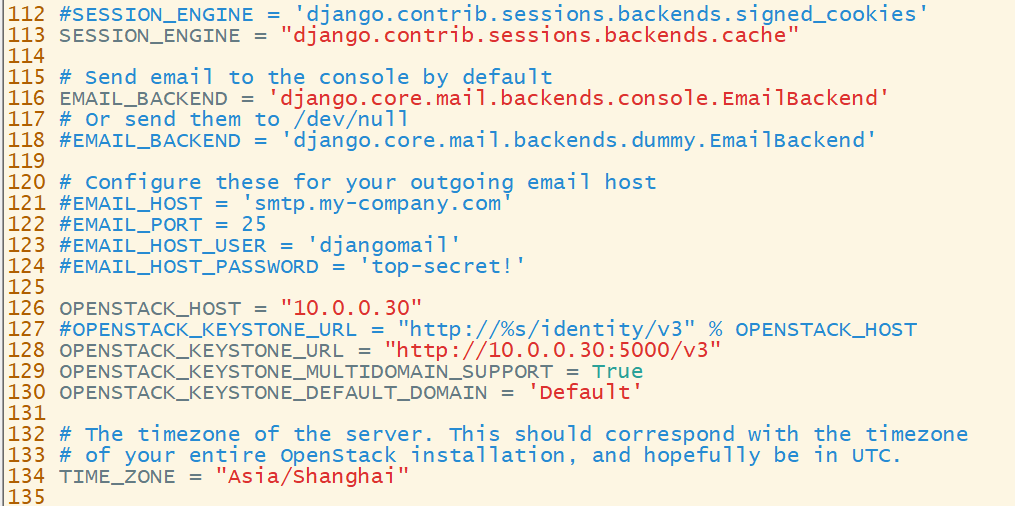 112 #SESSION_ENGINE = 'django.contrib.sessions.backends.signed_cookies'
113 SESSION_ENGINE = "django.contrib.sessions.backends.cache"
114
115 # Send email to the console by default
116 EMAIL_BACKEND = 'django.core.mail.backends.console.EmailBackend'
117 # Or send them to /dev/null
118 #EMAIL_BACKEND = 'django.core.mail.backends.dummy.EmailBackend'
119
120 # Configure these for your outgoing email host
121 #EMAIL_HOST = 'smtp.my-company.com'
122 #EMAIL_PORT = 25
123 #EMAIL_HOST_USER = 'djangomail'
124 #EMAIL_HOST_PASSWORD = 'top-secret!'
125
126 OPENSTACK_HOST = "10.0.0.30"
127 #OPENSTACK_KEYSTONE_URL = "http://%s/identity/v3" % OPENSTACK_HOST
128 OPENSTACK_KEYSTONE_URL = "http://10.0.0.30:5000/v3"
129 OPENSTACK_KEYSTONE_MULTIDOMAIN_SUPPORT = True
130 OPENSTACK_KEYSTONE_DEFAULT_DOMAIN = 'Default'
131
132 # The timezone of the server. This should correspond with the timezone
133 # of your entire OpenStack installation, and hopefully be in UTC.
134 TIME_ZONE = "Asia/Shanghai"
135